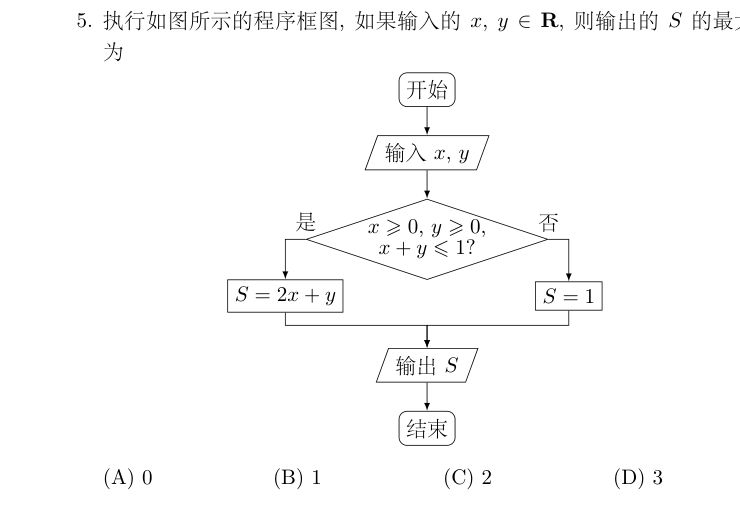 5. 执行如图所示的程序框图, 如果输入的 x, y ∈ R, 则输出的 S 的最
为
开始
输入 x, y
是
x ⩾ 0, y ⩾ 0,
x + y ⩽ 1?
否
S = 2x + y
S = 1
输出 S
结束
(A) 0 (B) 1 (C) 2 (D) 3